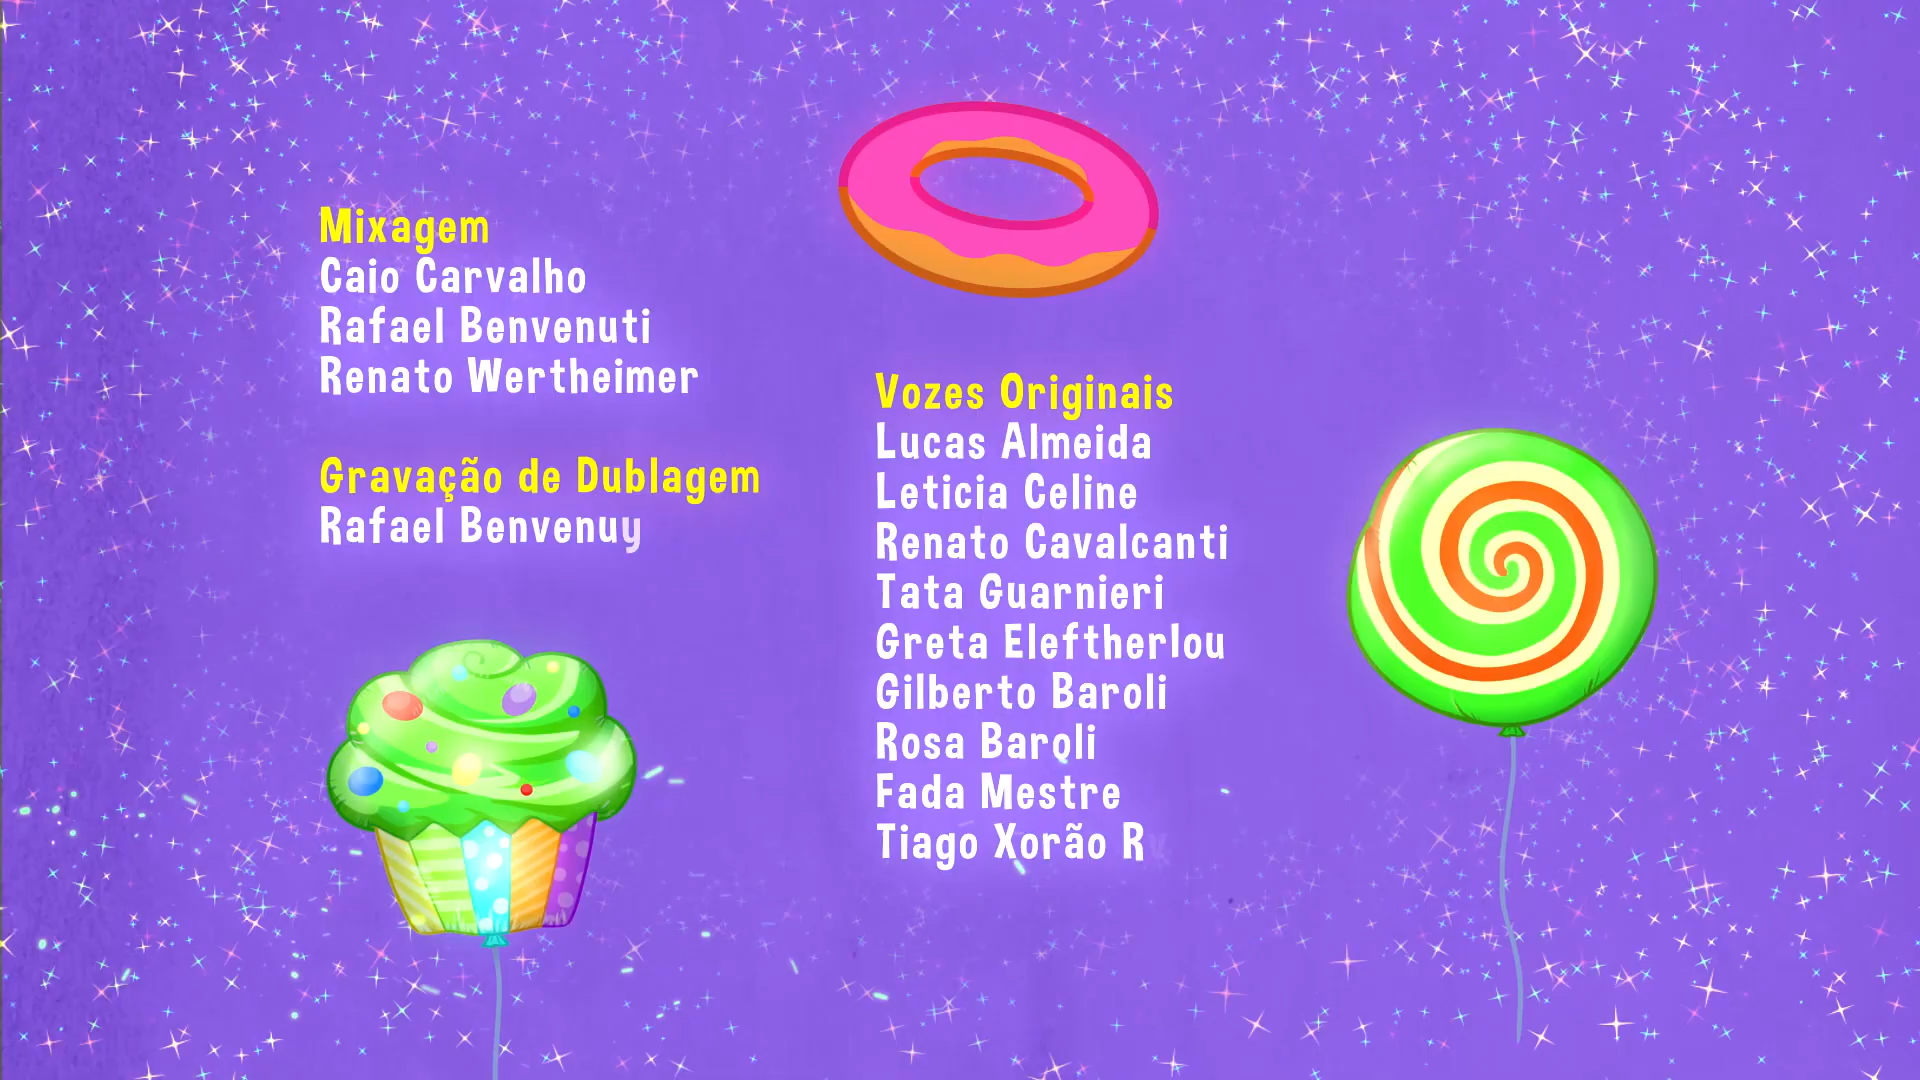 Mixagem
Caio Carvalho
Rafael Benvenuti
Renato Wertheimer
Gravação de Dublagem
Rafael Benvenuy
Vozes Originais
Lucas Almeida
Leticia Celine
Renato Cavalcanti
Tata Guarnieri
Greta Eleftherlou
Gilberto Baroli
Rosa Baroli
Fada Mestre
Tiago Xorão R